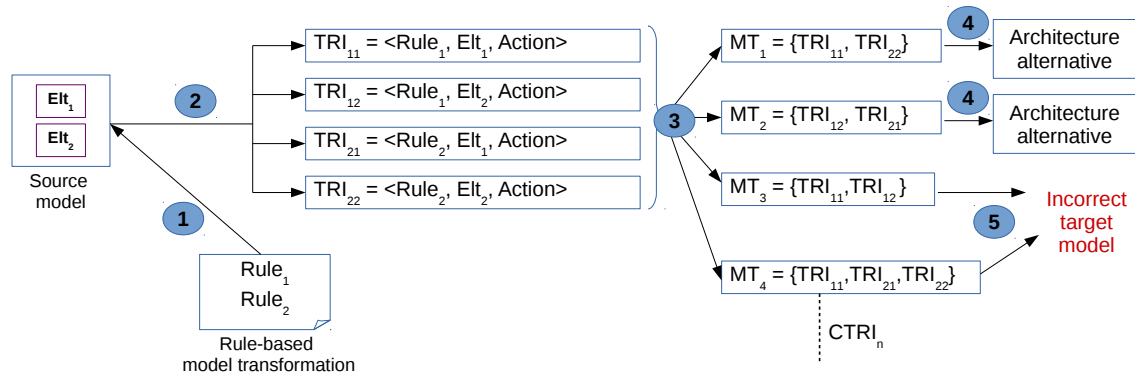 Elt₁
Elt₂
Source
model
1
Rule₁
Rule₂
Rule-based
model transformation
2
TRI₁₁ = <Rule₁, Elt₁, Action>
TRI₁₂ = <Rule₁, Elt₂, Action>
TRI₂₁ = <Rule₂, Elt₁, Action>
TRI₂₂ = <Rule₂, Elt₂, Action>
3
MT₁ = {TRI₁₁, TRI₂₂}
4
Architecture
alternative
MT₂ = {TRI₁₂, TRI₂₁}
4
Architecture
alternative
MT₃ = {TRI₁₁,TRI₁₂}
5
Incorrect
target
model
MT₄ = {TRI₁₁,TRI₂₁,TRI₂₂}
CTRIₙ